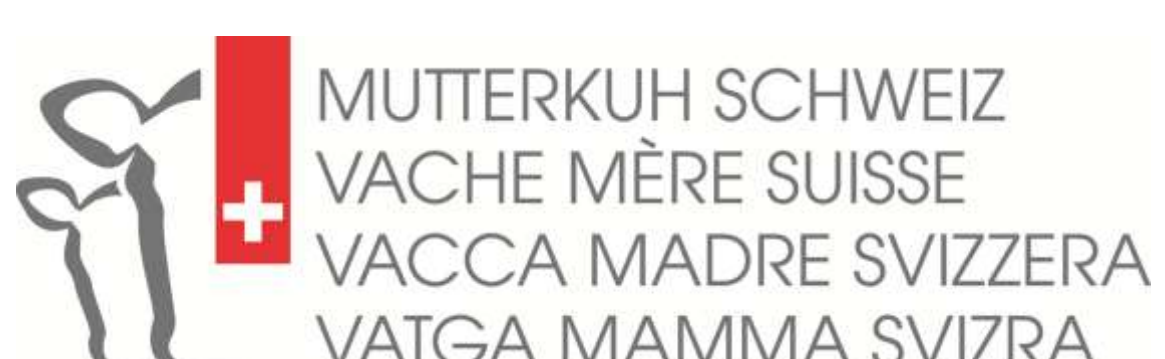 MUTTERKUH SCHWEIZ
VACHE MÈRE SUISSE
VACCA MADRE SVIZZERA
VATGA MAMMA SVIZRA